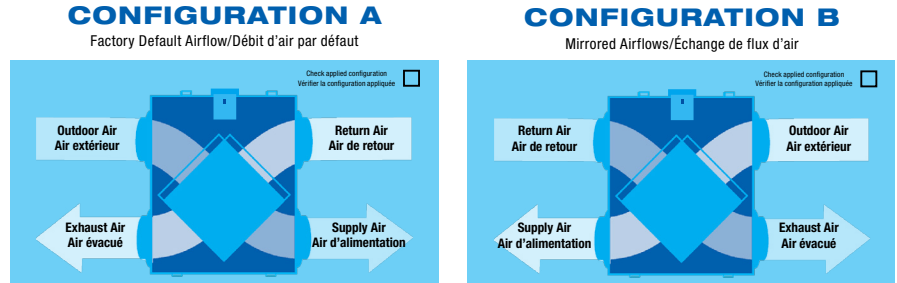 CONFIGURATION A
Factory Default Airflow/Débit d'air par défaut
Check applied configuration
Vérifier la configuration appliquée
Outdoor Air
Air extérieur
Return Air
Air de retour
Exhaust Air
Air évacué
Supply Air
Air d'alimentation
CONFIGURATION B
Mirrored Airflows/Échange de flux d'air
Check applied configuration
Vérifier la configuration appliquée
Return Air
Air de retour
Outdoor Air
Air extérieur
Supply Air
Air d'alimentation
Exhaust Air
Air évacué